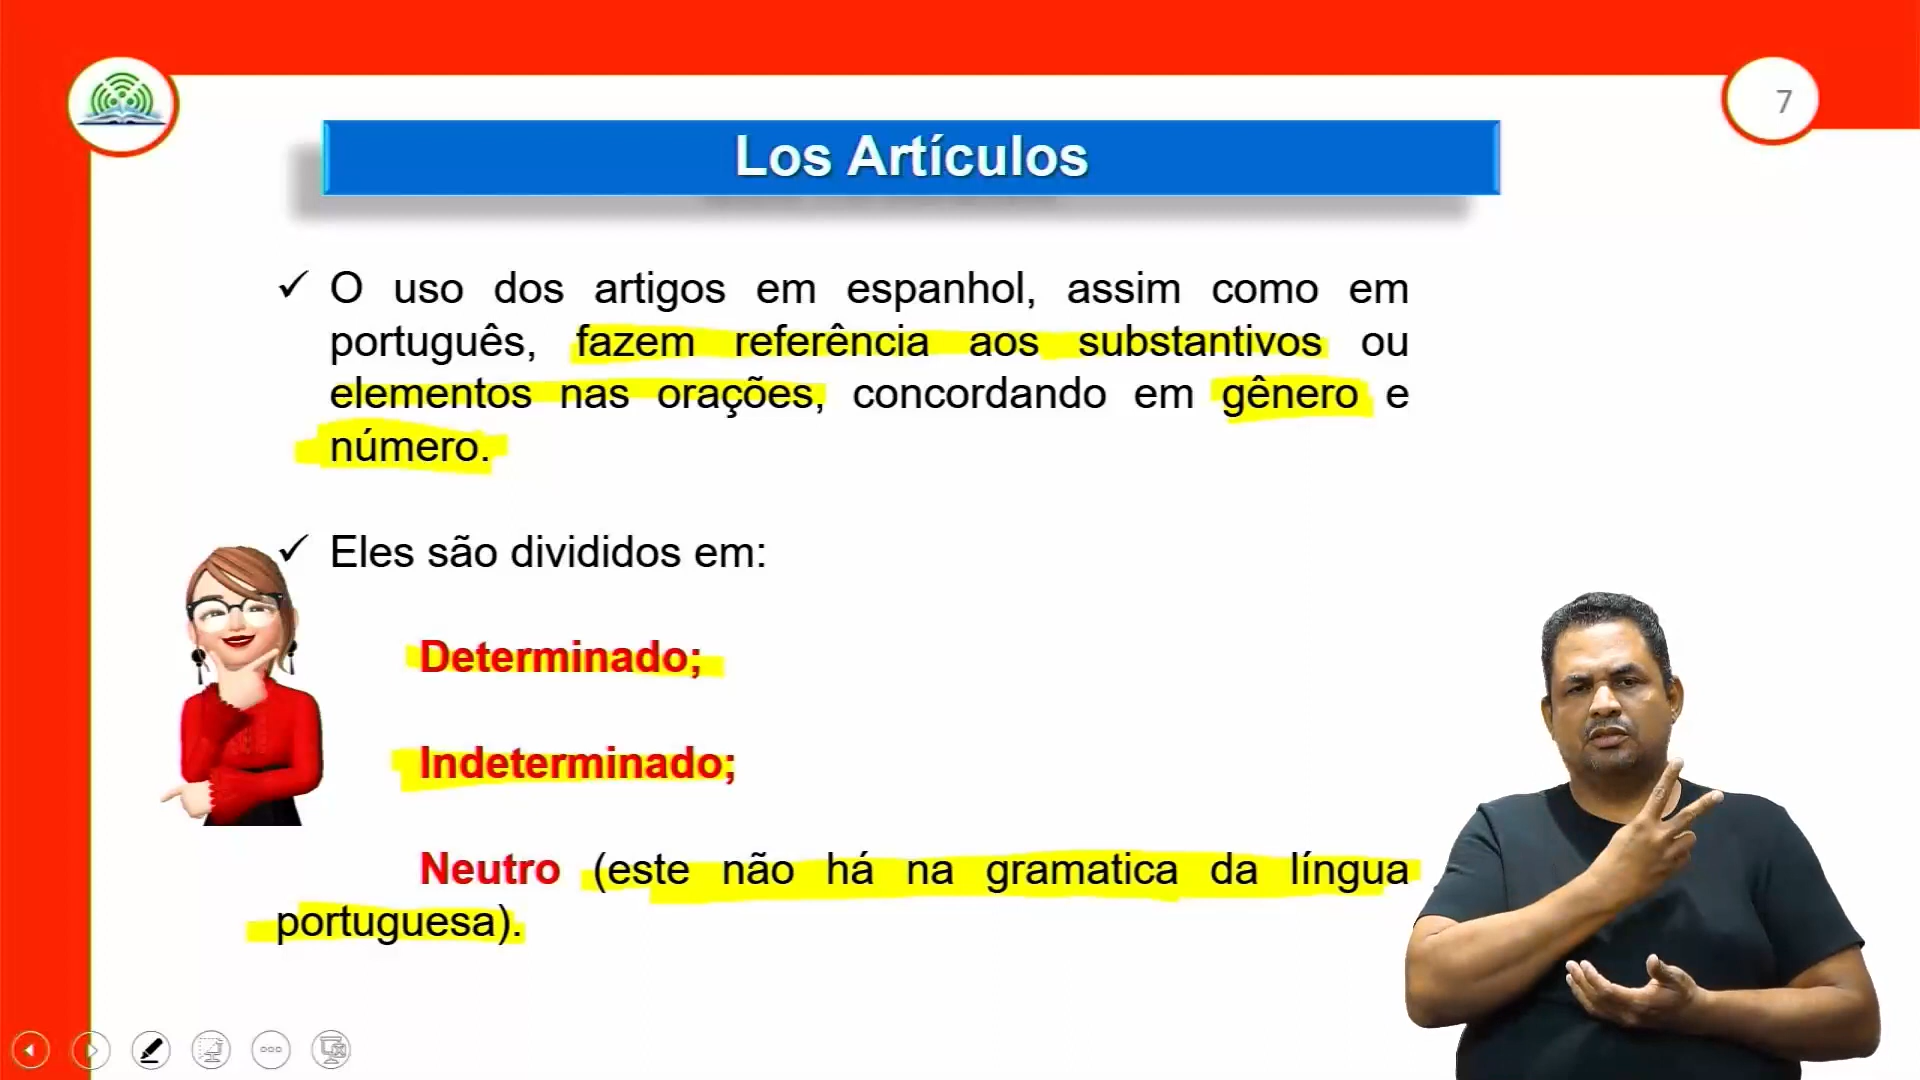 7
Los Artículos
✓ O uso dos artigos em espanhol, assim como em
português, fazem referência aos substantivos ou
elementos nas orações, concordando em gênero e
número.
✓ Eles são divididos em:
Determinado;
Indeterminado;
Neutro (este não há na gramatica da língua
portuguesa).